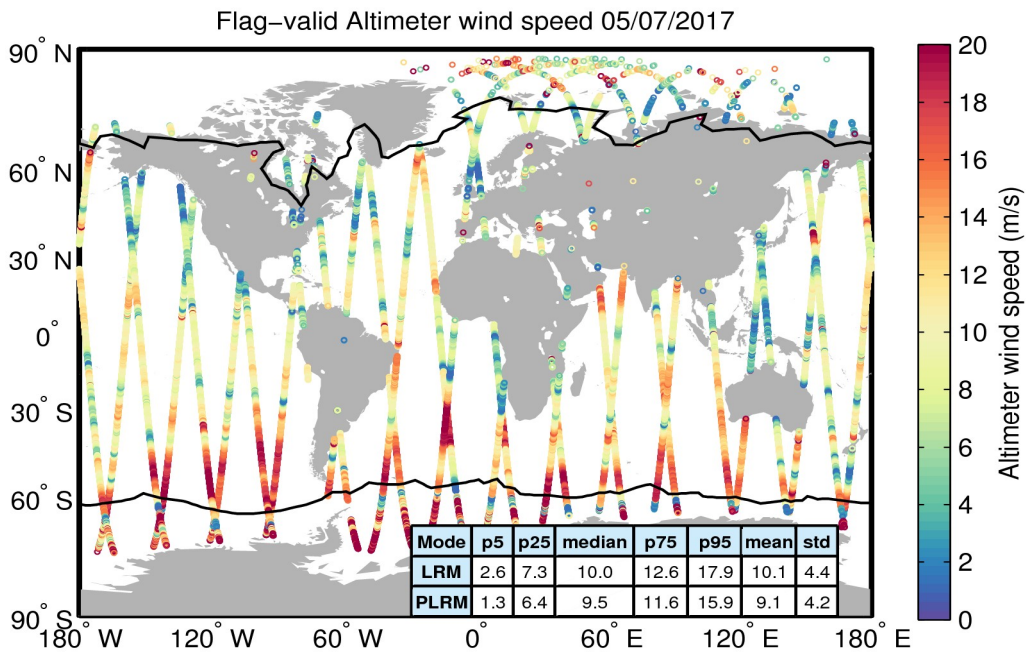 Flag−valid Altimeter wind speed 05/07/2017
90° N
60° N
30° N
0°
30° S
60° S
90° S
180° W
120° W
60° W
0°
60° E
120° E
180° E
Mode p5 p25 median p75 p95 mean std
LRM 2.6 7.3 10.0 12.6 17.9 10.1 4.4
PLRM 1.3 6.4 9.5 11.6 15.9 9.1 4.2
20
18
16
14
12
10
8
6
4
2
0
Altimeter wind speed (m/s)